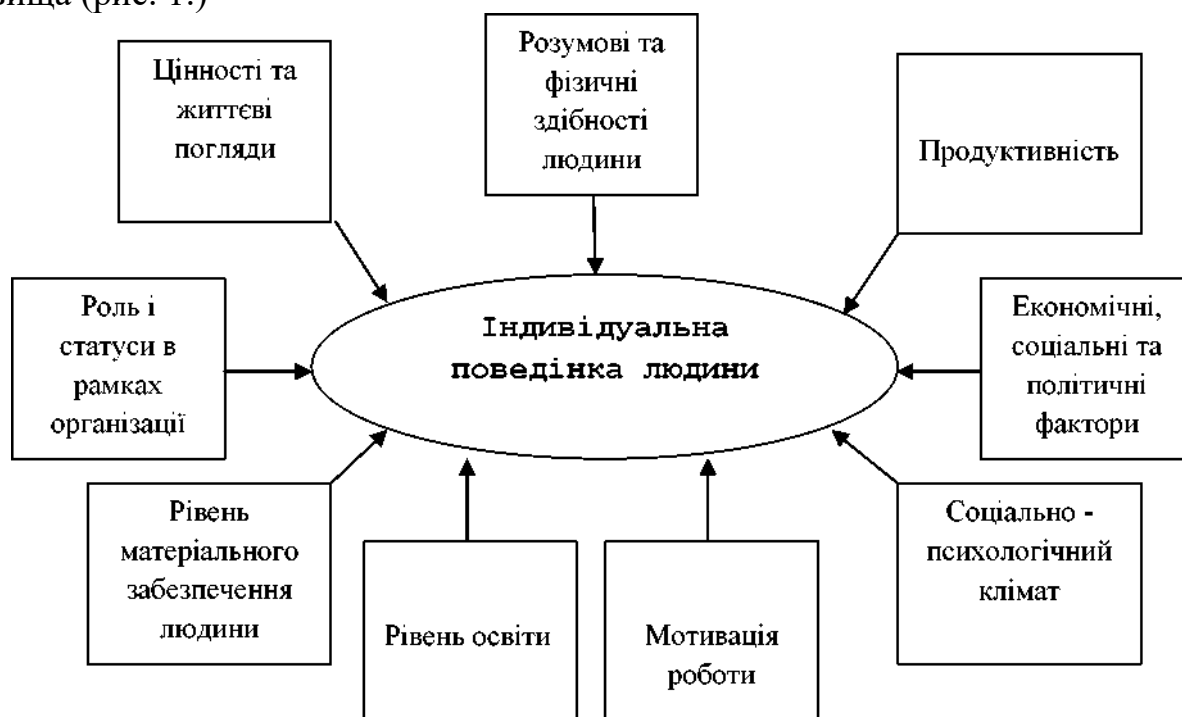 (рис. 1.)
Цінності та
життєві
погляди
Розумові та
фізичні
здібності
людини
Продуктивність
Роль і
статуси в
рамках
організації
Індивідуальна
поведінка людини
Економічні,
соціальні та
політичні
фактори
Рівень
матеріального
забезпечення
людини
Рівень освіти
Мотивація
роботи
Соціально -
психологічний
клімат